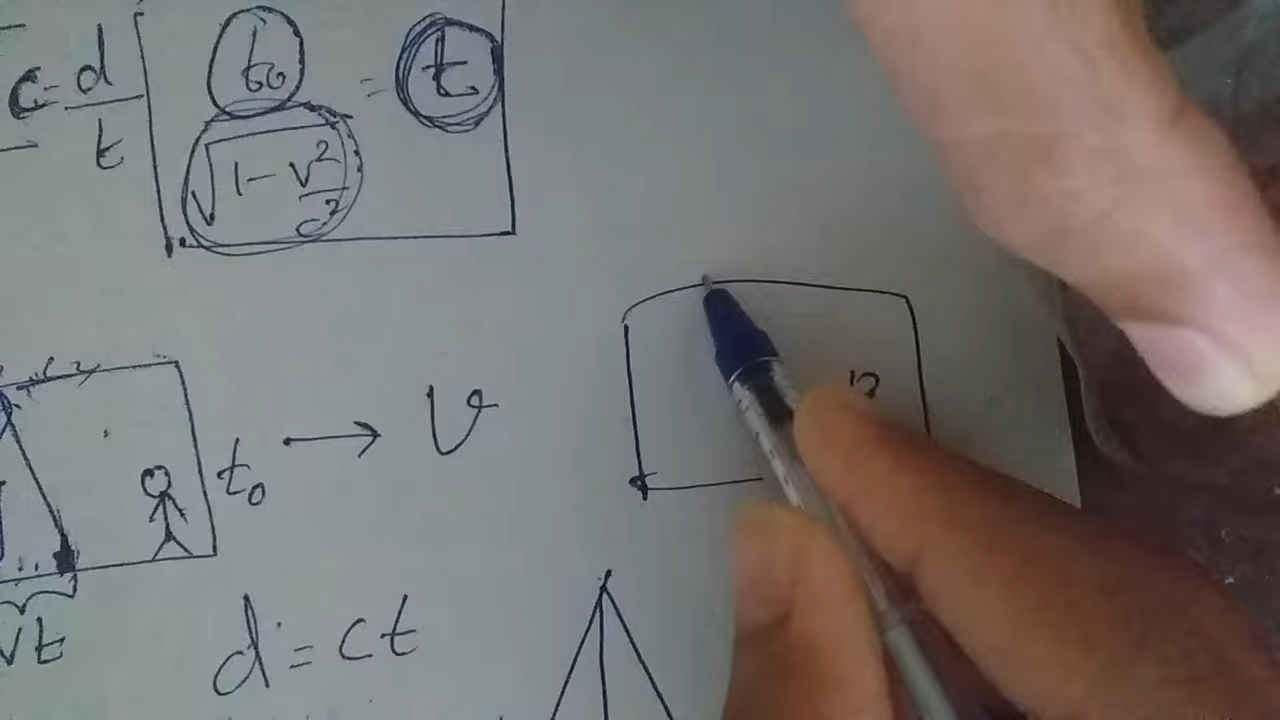 c = d/t
t₀/√(1-v²/c²) = t
t₀ → v
vt
d = ct